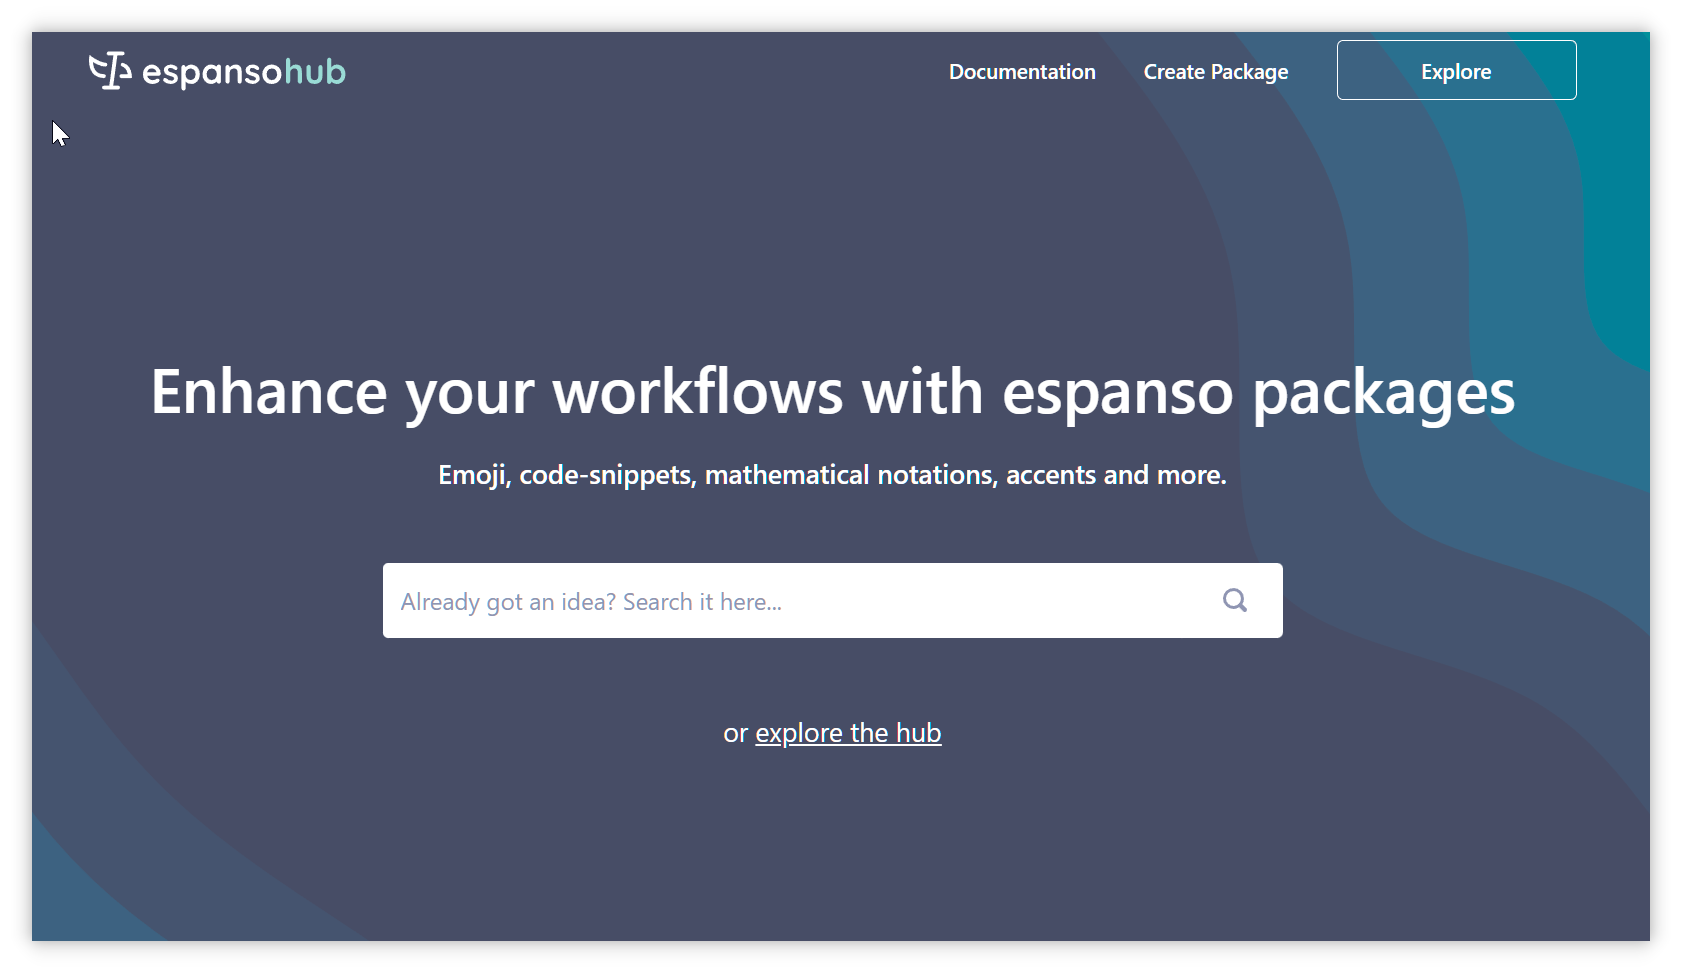 espansohub
Documentation
Create Package
Explore
Enhance your workflows with espanso packages
Emoji, code-snippets, mathematical notations, accents and more.
Already got an idea? Search it here...
or explore the hub